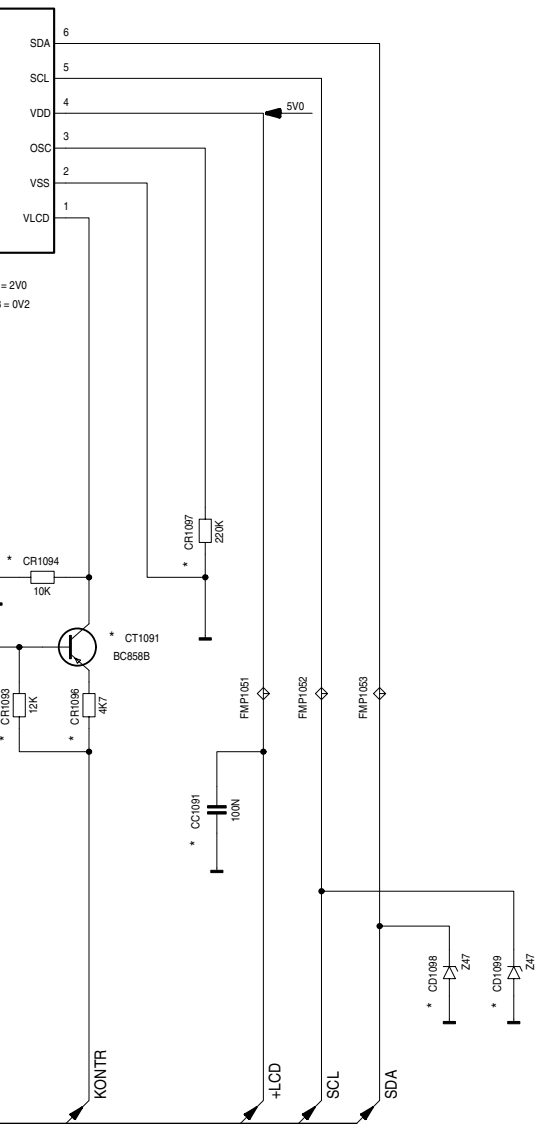 SDA 6
SCL 5
VDD 4
5V0
OSC 3
VSS 2
VLCD 1
= 2V0
= 0V2
CR1097
220K
*
* CR1094
10K
* CT1091
BC858B
CR1093
12K
*
CR1096
4K7
*
FMP1051
FMP1052
FMP1053
CC1091
100N
*
CD1098
Z47
*
CD1099
Z47
*
KONTR
+LCD
SCL
SDA